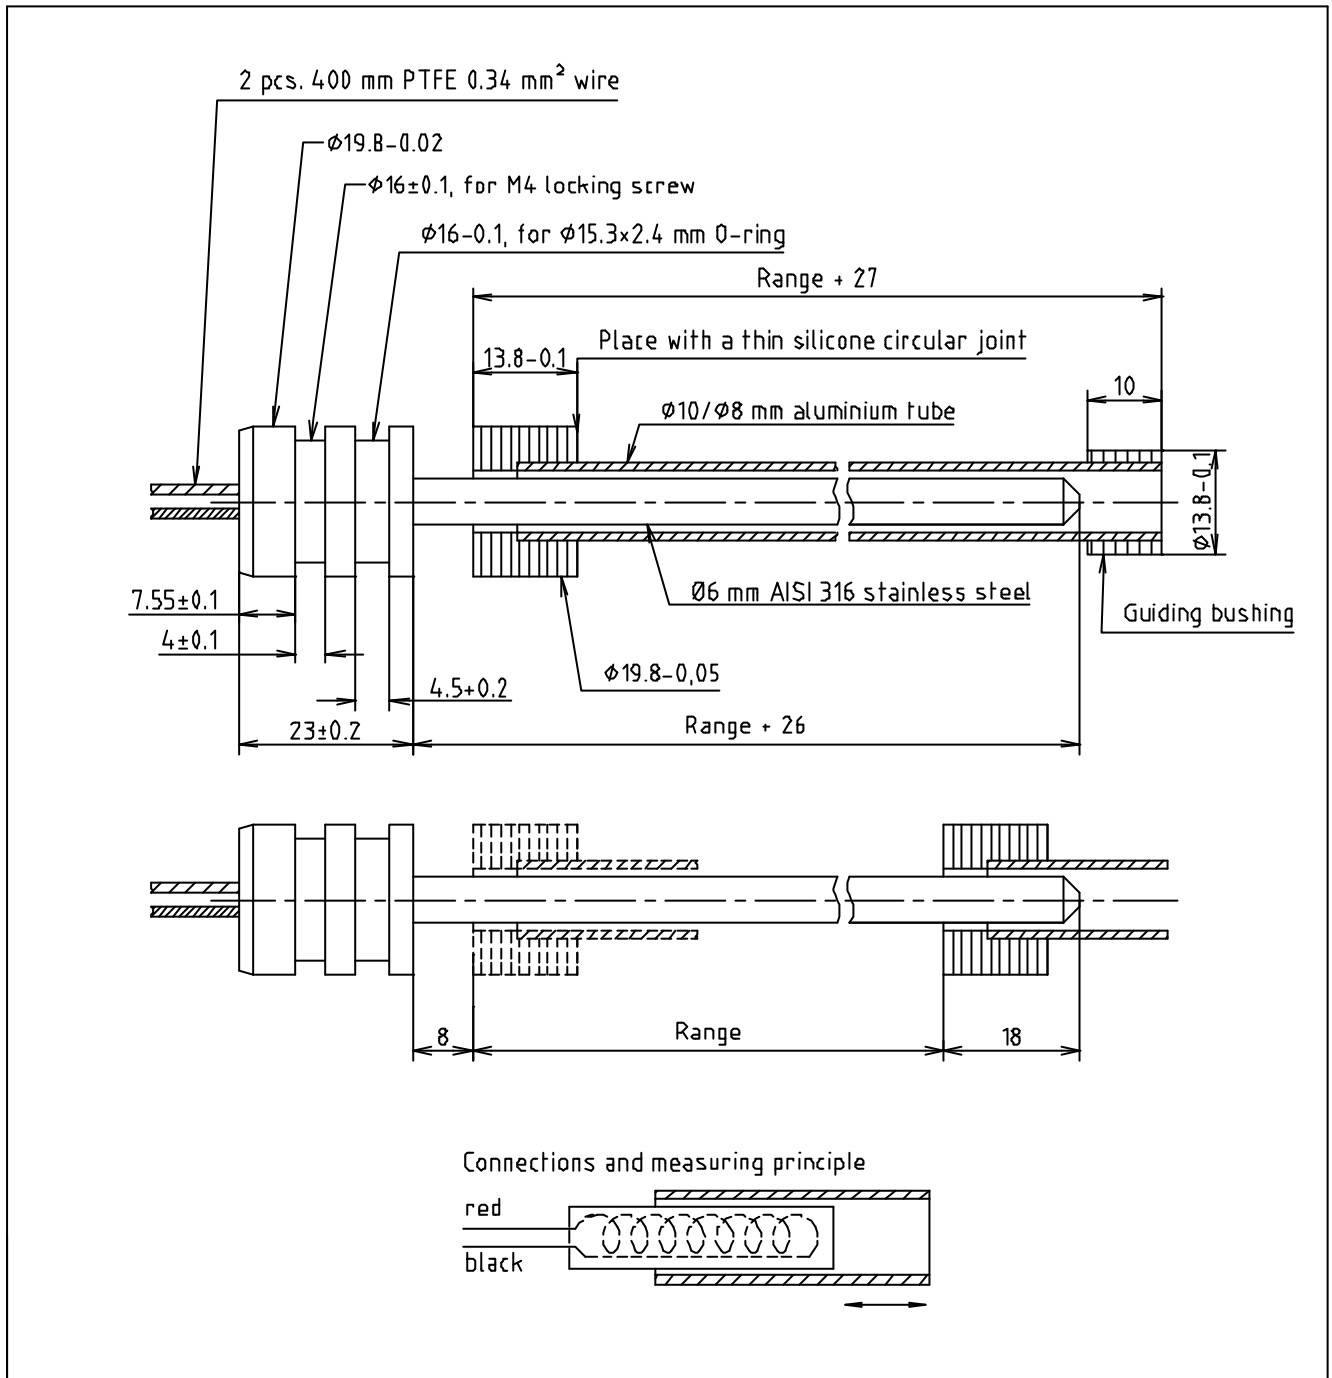 2 pcs. 400 mm PTFE 0.34 mm² wire
Ø19.8-0.02
Ø16±0.1, for M4 locking screw
Ø16-0.1, for Ø15.3×2.4 mm O-ring
Range + 27
Place with a thin silicone circular joint
13.8-0.1
10
Ø10/Ø8 mm aluminium tube
Ø13.8-0.1
7.55±0.1
Ø6 mm AISI 316 stainless steel
Guiding bushing
4±0.1
Ø19.8-0,05
4.5+0.2
23±0.2
Range + 26
8
Range
18
Connections and measuring principle
red
black